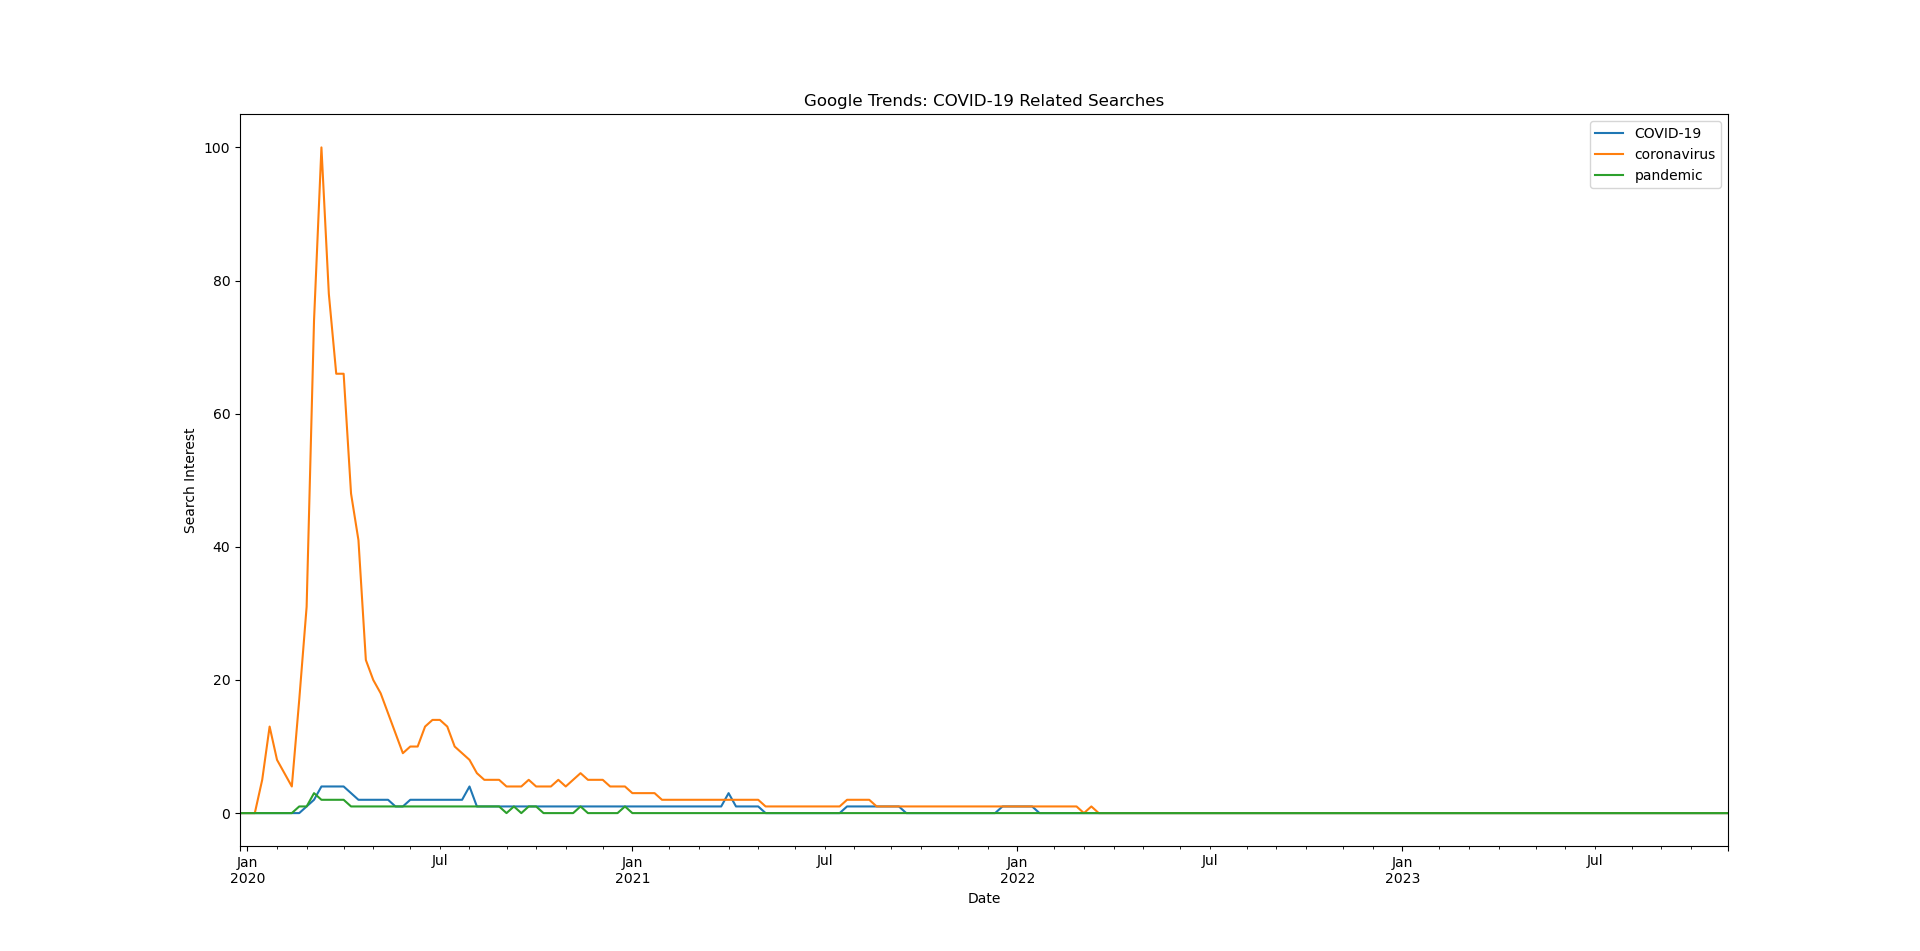 Google Trends: COVID-19 Related Searches
COVID-19
coronavirus
pandemic
100
80
60
40
20
0
Search Interest
Jan
2020
Jul
Jan
2021
Jul
Jan
2022
Jul
Jan
2023
Jul
Date